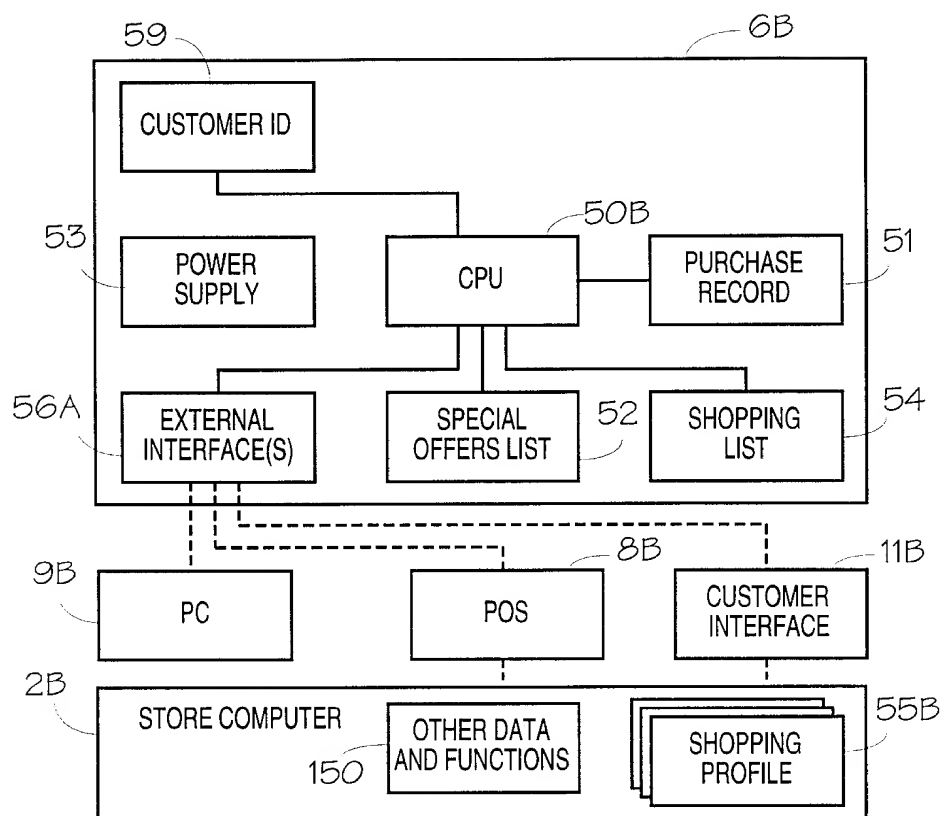 59
6B
CUSTOMER ID
50B
53
51
POWER
SUPPLY
CPU
PURCHASE
RECORD
56A
EXTERNAL
INTERFACE(S)
SPECIAL
OFFERS LIST
52
SHOPPING
LIST
54
9B
PC
8B
POS
11B
CUSTOMER
INTERFACE
2B
STORE COMPUTER
OTHER DATA
AND FUNCTIONS
150
55B
SHOPPING
PROFILE